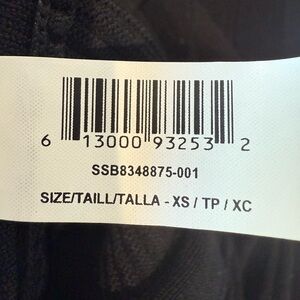 6 13000 93253 2
SSB8348875-001
SIZE/TAILL/TALLA - XS / TP / XC